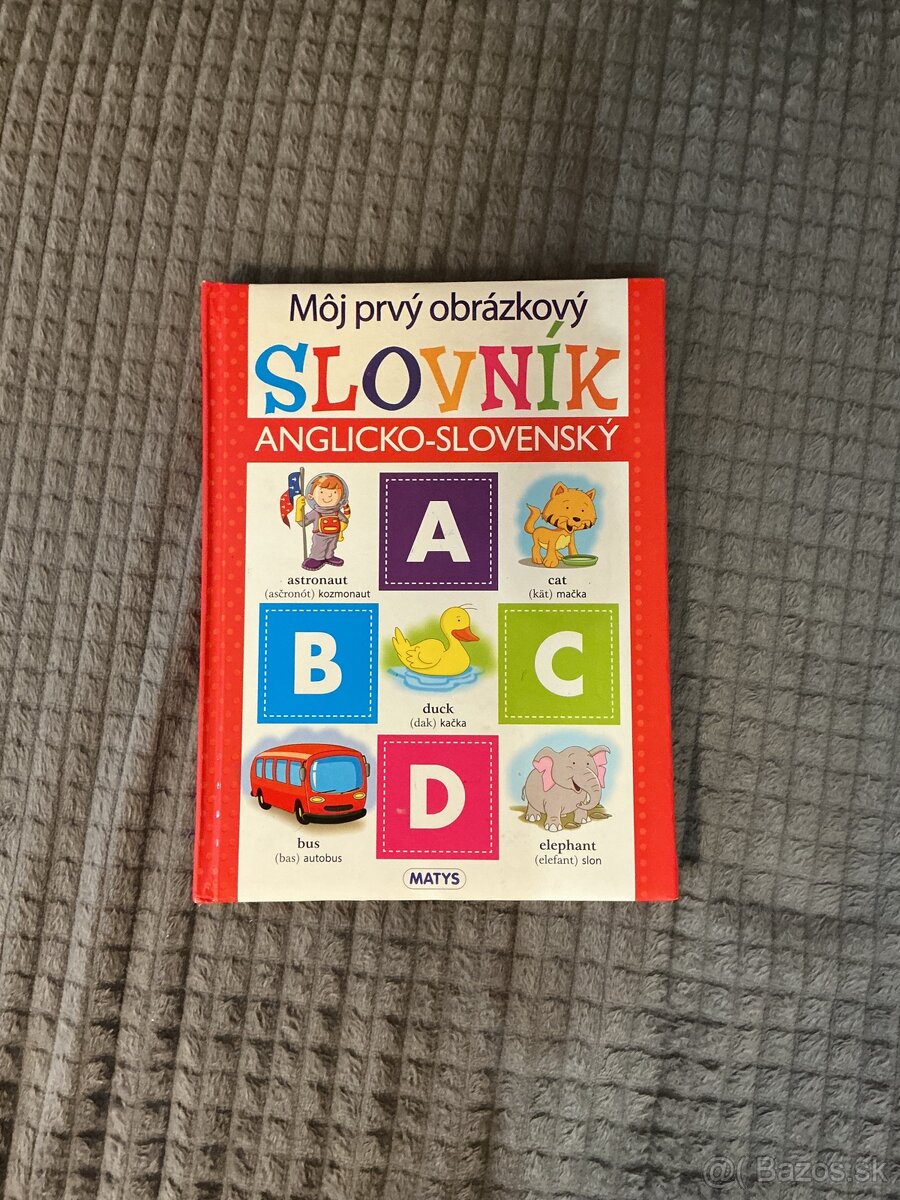 Môj prvý obrázkový
SLOVNÍK
ANGLICKO-SLOVENSKÝ
astronaut
(asčronót) kozmonaut
A
cat
(kät) mačka
B
duck
(dak) kačka
C
bus
(bas) autobus
D
elephant
(elefant) slon
MATYS
@( Bazos.sk